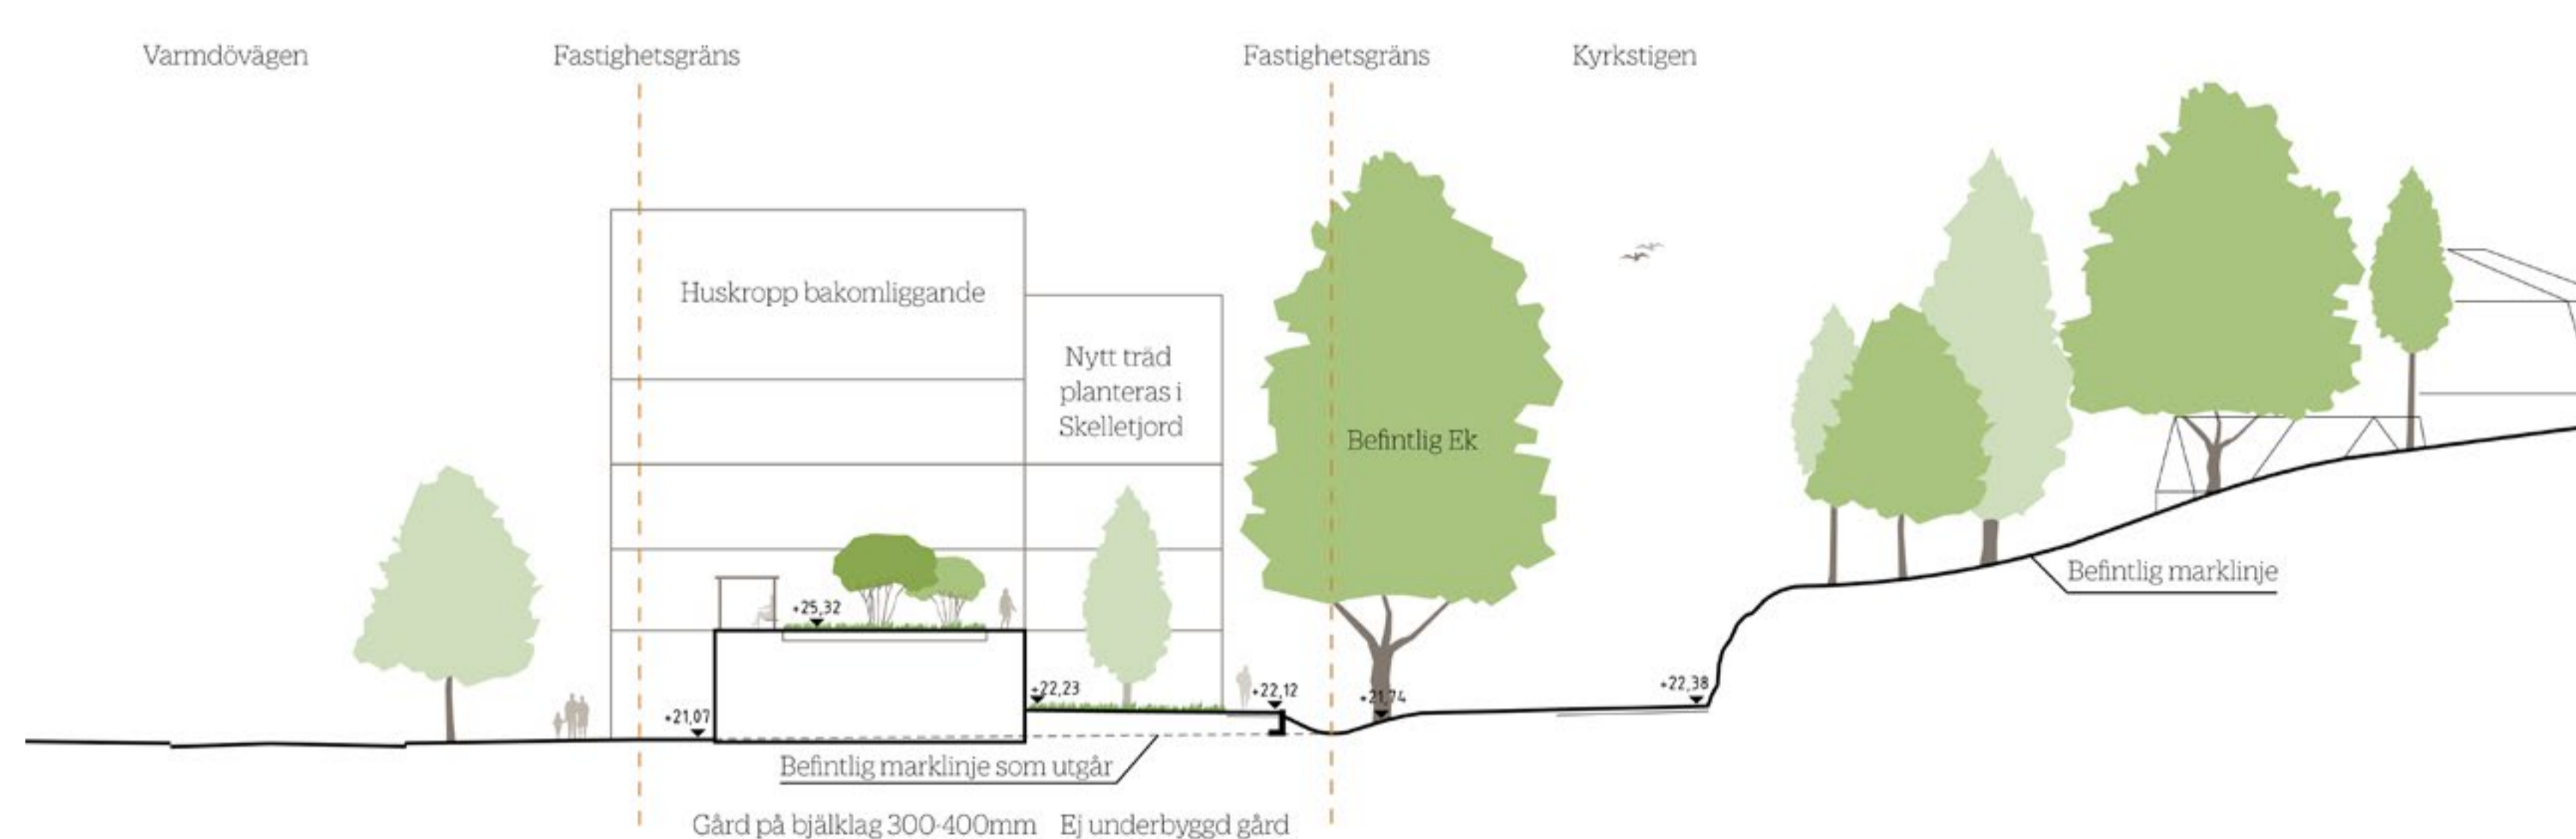 Varmdövägen
Fastighetsgräns
Fastighetsgräns
Kyrkstigen
Huskropp bakomliggande
Nytt träd
planteras i
Skelletjord
Befintlig Ek
Befintlig marklinje
+25,32
+22,23
+22,12
+21,74
+22,38
+21,07
Befintlig marklinje som utgår
Gård på bjälklag 300-400mm
Ej underbyggd gård